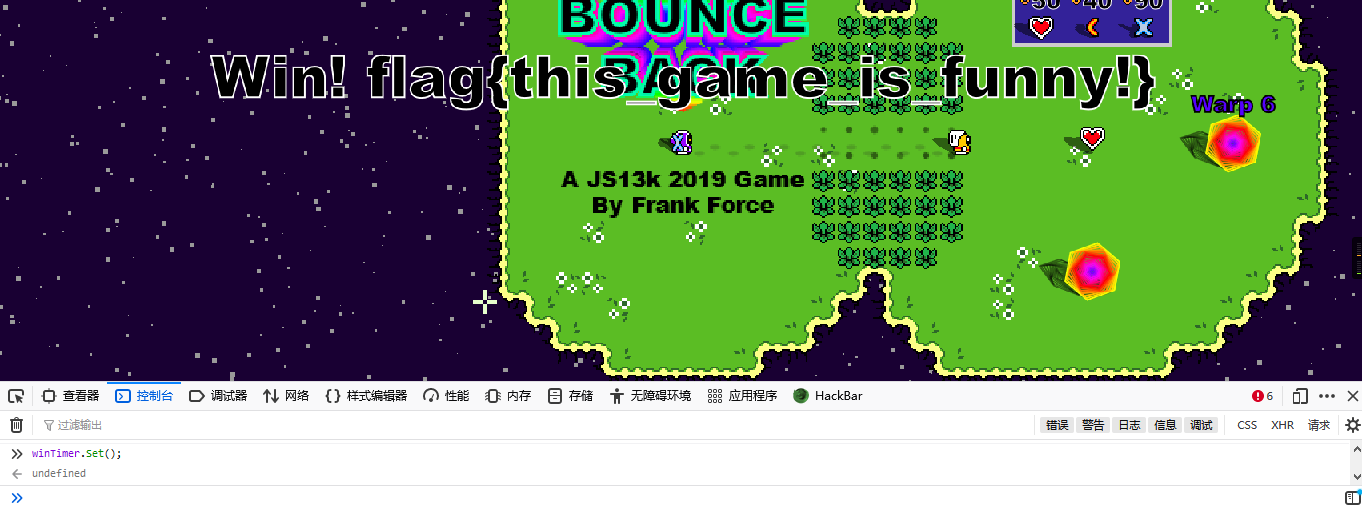 BOUNCE
BACK
50 40 90
Win! flag{this_game_is_funny!}
Warp 6
A JS13k 2019 Game
By Frank Force
查看器 控制台 调试器 网络 样式编辑器 性能 内存 存储 无障碍环境 应用程序 HackBar 6
过滤输出 错误 警告 日志 信息 调试 CSS XHR 请求
winTimer.Set();
undefined